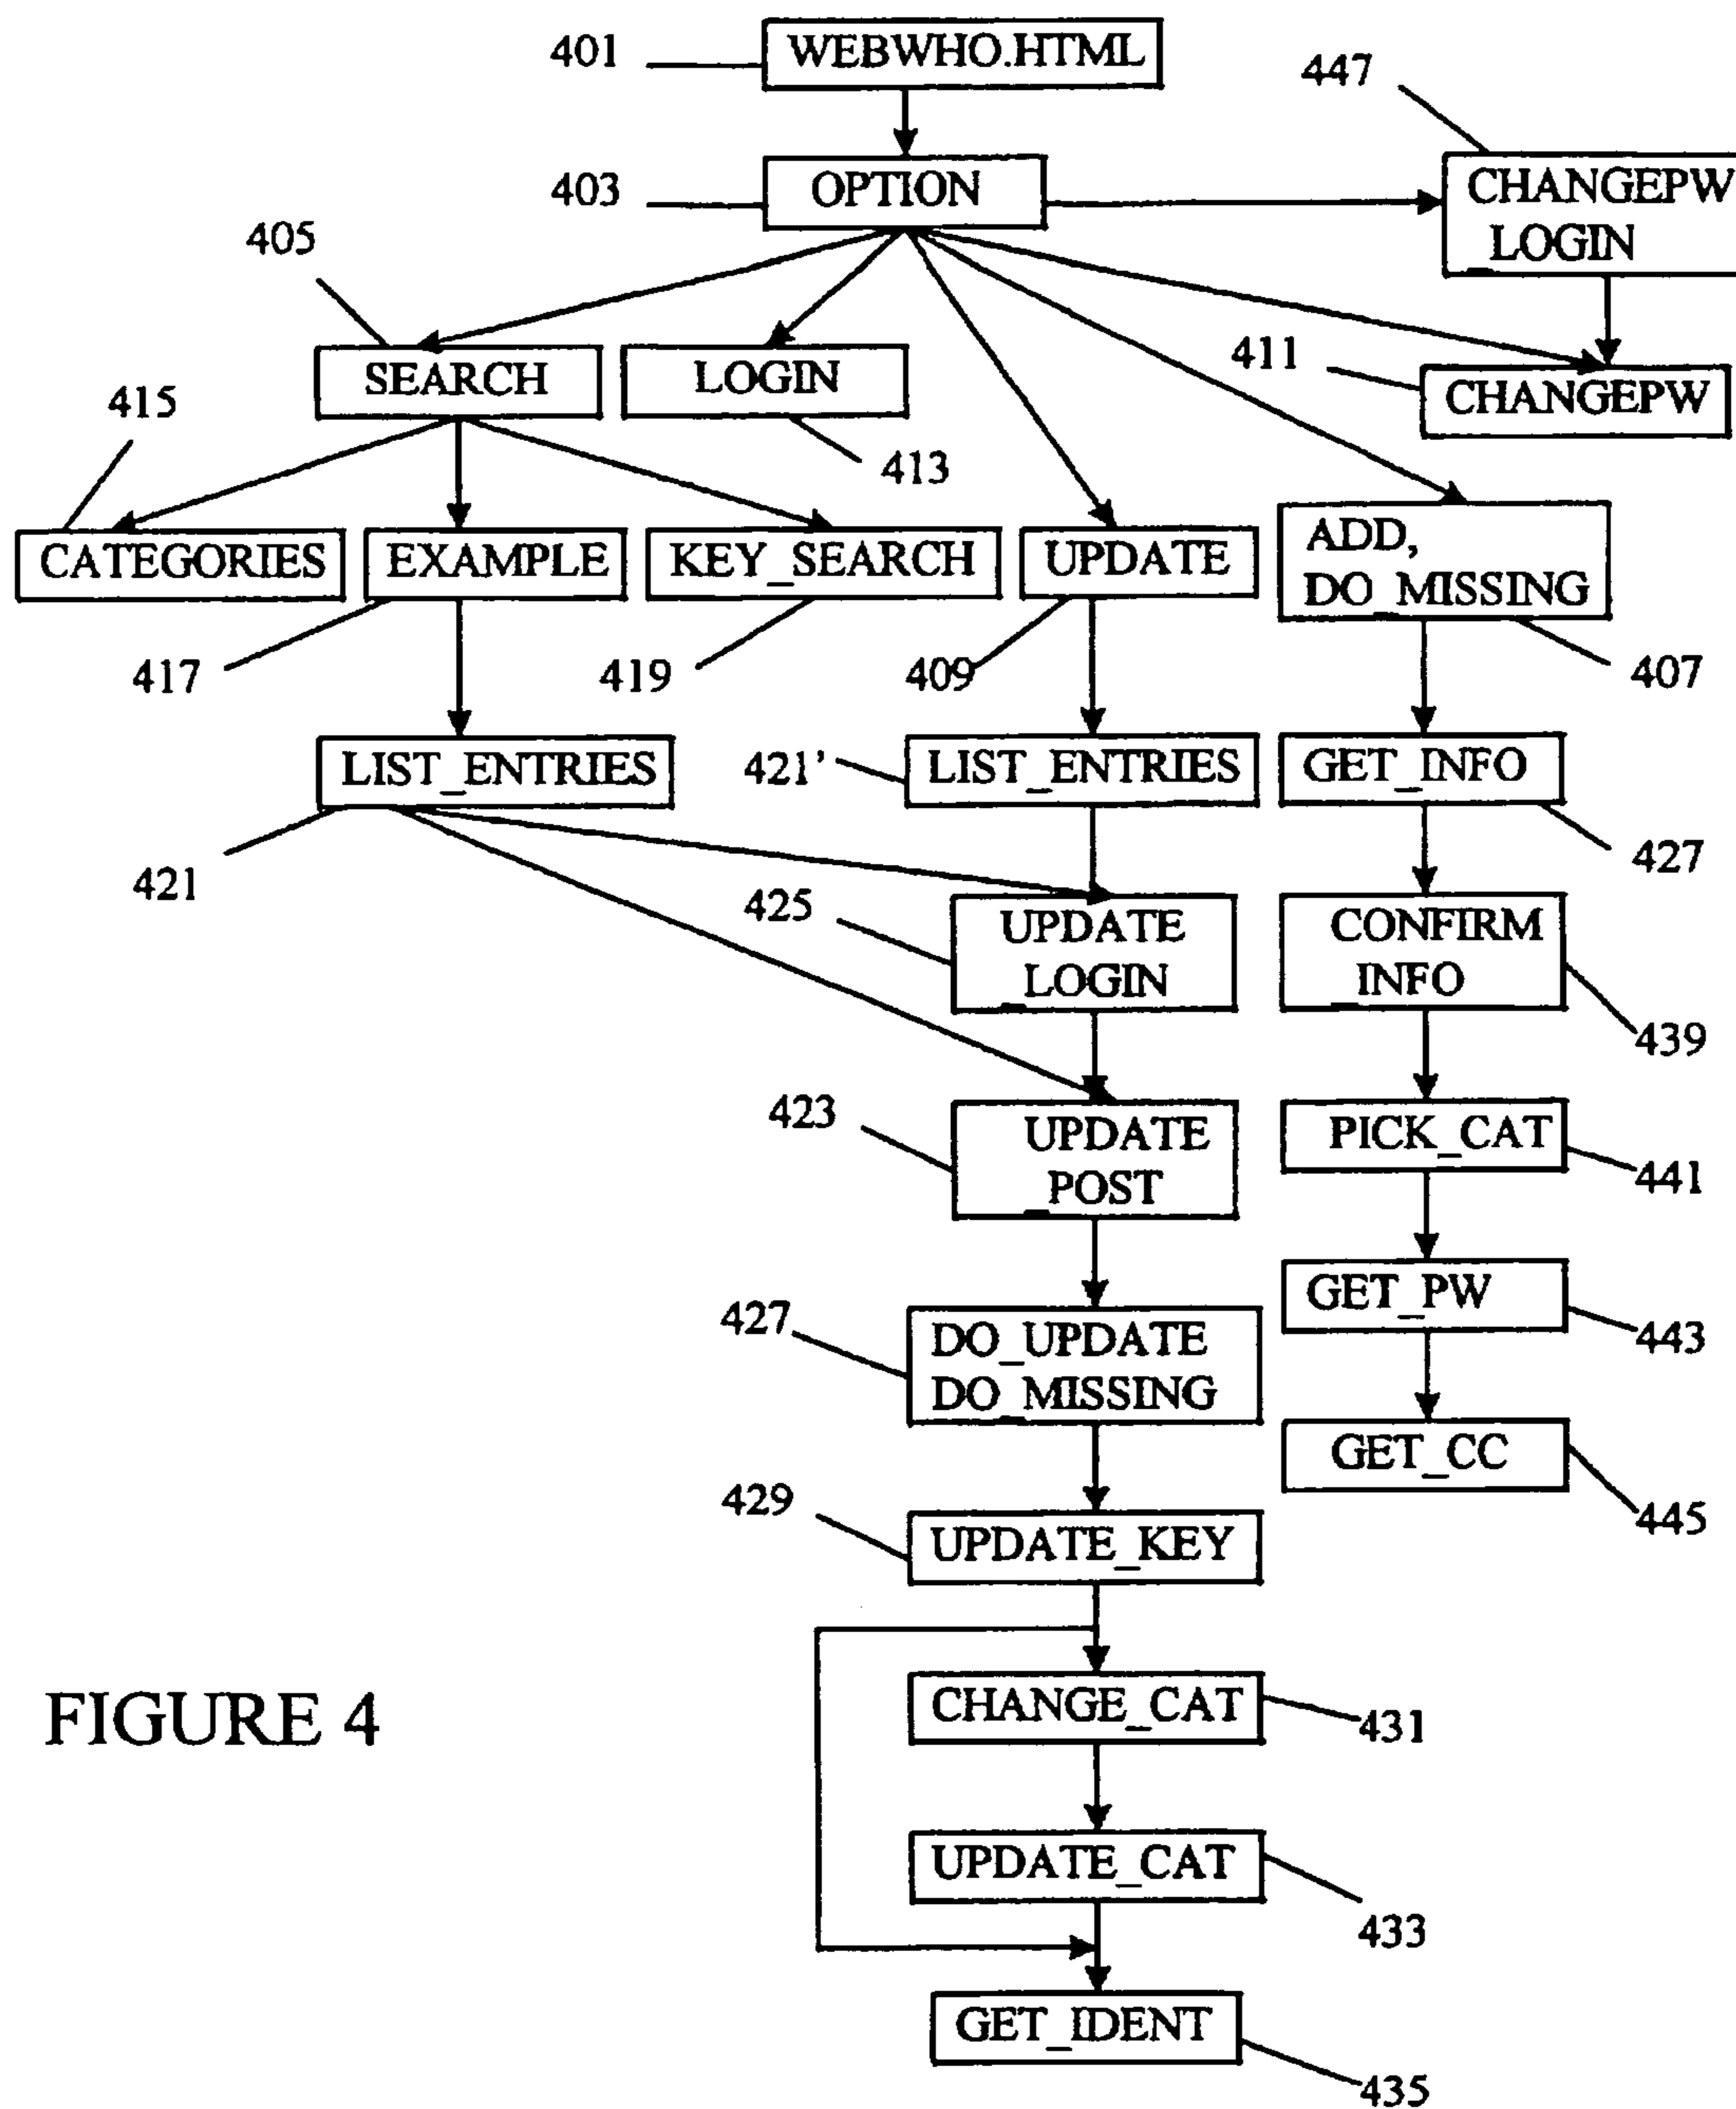 401
WEBWHO.HTML
447
403
OPTION
CHANGEPW
_LOGIN
405
SEARCH
LOGIN
411
CHANGEPW
415
413
CATEGORIES
EXAMPLE
KEY_SEARCH
UPDATE
ADD,
DO_MISSING
417
419
409
407
LIST_ENTRIES
421'
LIST_ENTRIES
GET_INFO
421
427
425
UPDATE
_LOGIN
CONFIRM
_INFO
439
423
UPDATE
_POST
PICK_CAT
441
GET_PW
443
427
DO_UPDATE
DO_MISSING
GET_CC
445
429
UPDATE_KEY
FIGURE 4
CHANGE_CAT
431
UPDATE_CAT
433
GET_IDENT
435